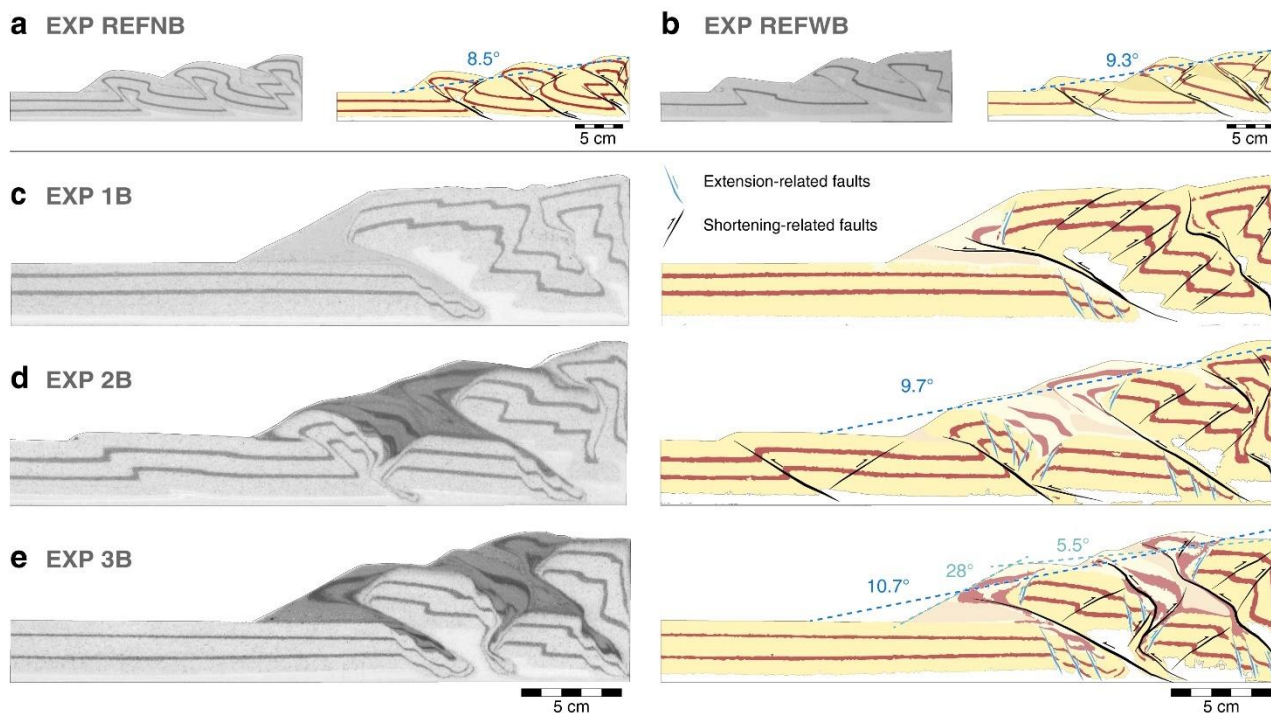 a EXP REFNB
8.5°
5 cm
b EXP REFWB
9.3°
5 cm
c EXP 1B
Extension-related faults
Shortening-related faults
d EXP 2B
9.7°
e EXP 3B
5.5°
28°
10.7°
5 cm
5 cm